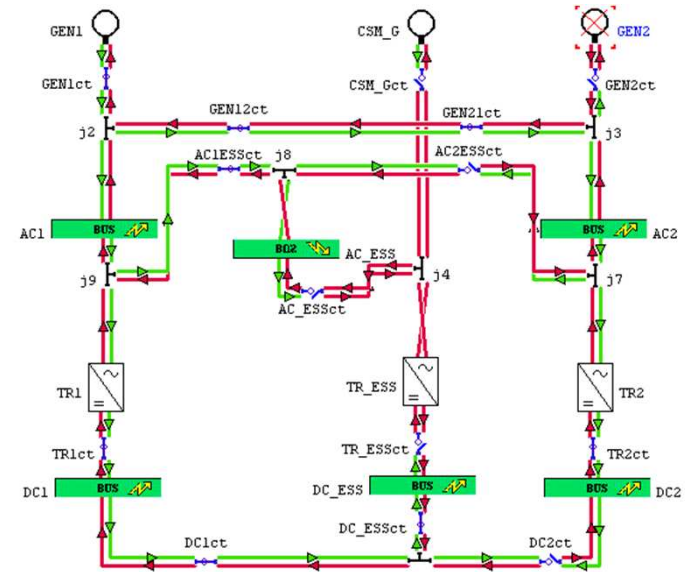 GEN1 CSM_G GEN2
GEN1ct CSM_Gct GEN2ct
GEN12ct GEN21ct
j2 j3
AC1ESSct j8 AC2ESSct
AC1 BUS BUS AC2
BO2 AC_ESS
j9 j4 j7
AC_ESSct
TR1 TR_ESS TR2
TR1ct TR_ESSct TR2ct
DC1 BUS DC_ESS BUS BUS DC2
DC_ESSct
DC1ct DC2ct